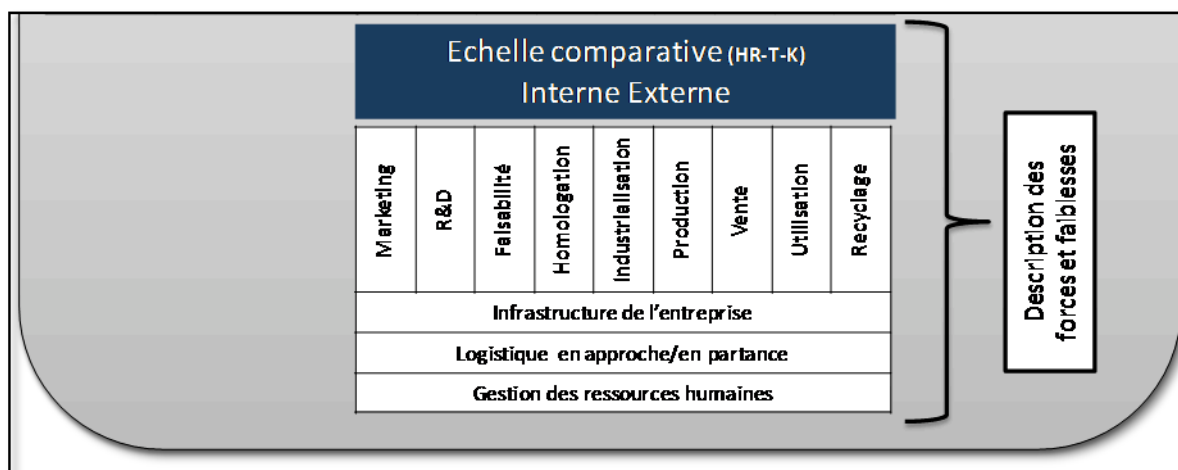 Echelle comparative (HR-T-K)
Interne Externe
Marketing
R&D
Faisabilité
Homologation
Industrialisation
Production
Vente
Utilisation
Recyclage
Infrastructure de l'entreprise
Logistique en approche/en partance
Gestion des ressources humaines
Description des
forces et faiblesses